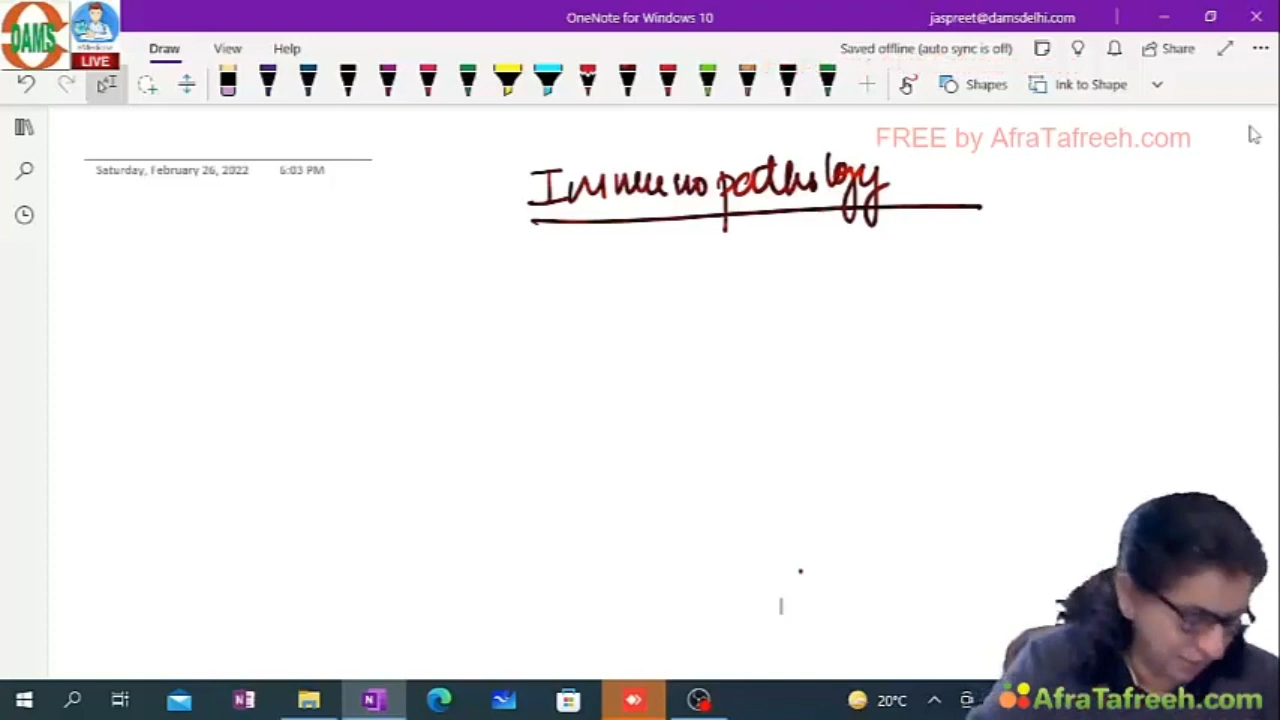 DAMS
eMedicoz
LIVE
OneNote for Windows 10
jaspreet@damsdelhi.com
Draw
View
Help
Saved offline (auto sync is off)
Share
Shapes
Ink to Shape
FREE by AfraTafreeh.com
Saturday, February 26, 2022 6:03 PM
Immunopathology
20°C
AfraTafreeh.com